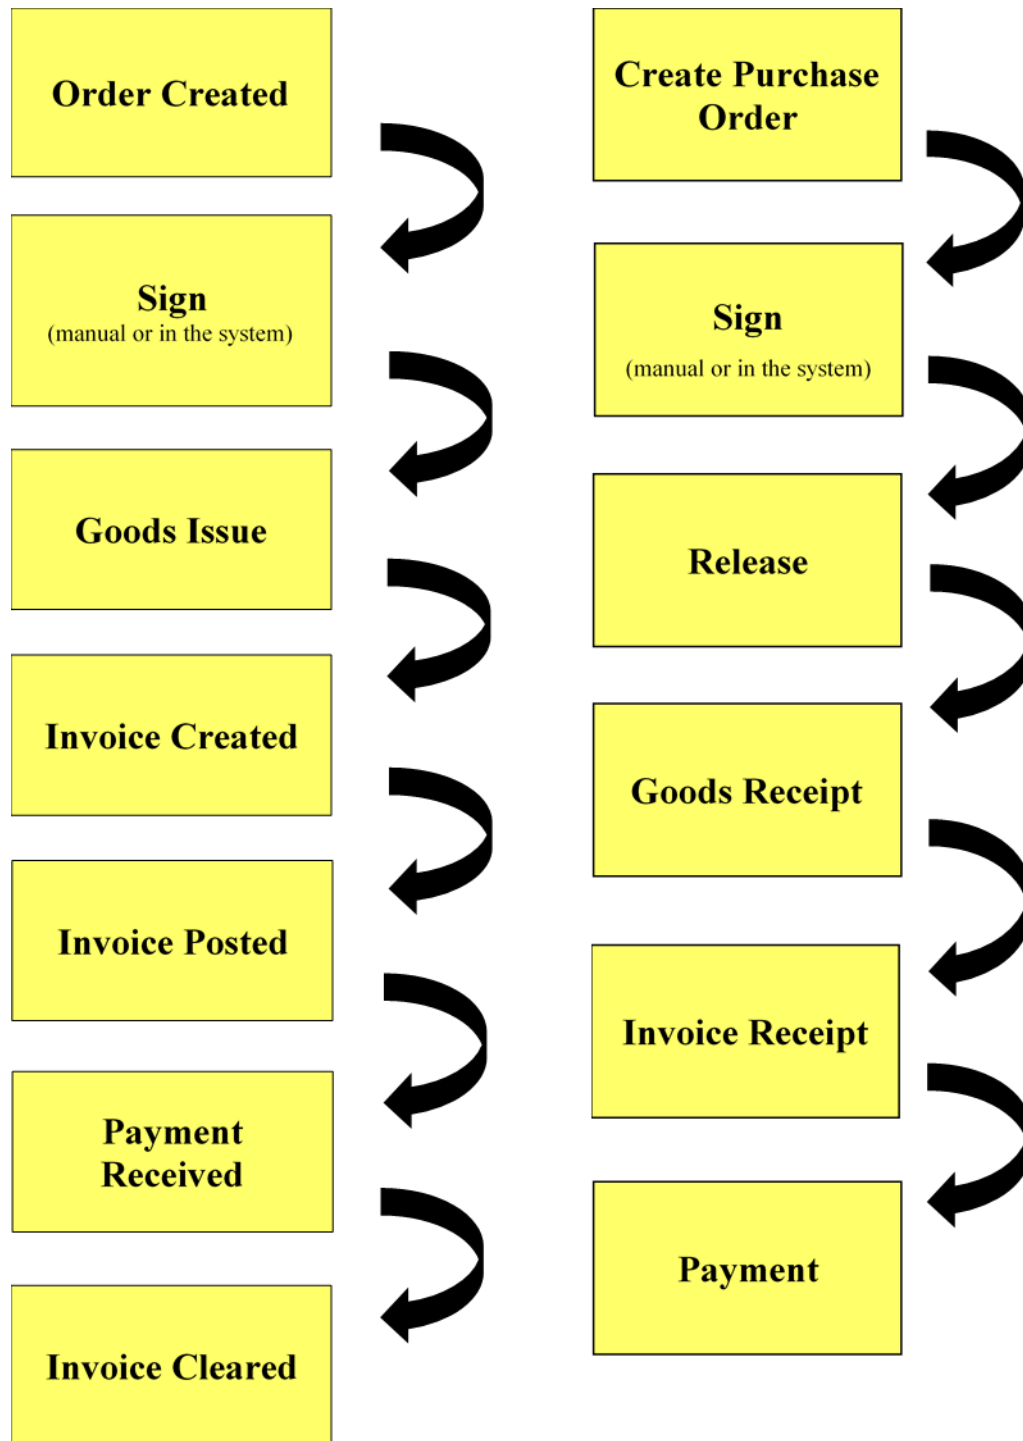 Order Created
Sign
(manual or in the system)
Goods Issue
Invoice Created
Invoice Posted
Payment
Received
Invoice Cleared
Create Purchase
Order
Sign
(manual or in the system)
Release
Goods Receipt
Invoice Receipt
Payment